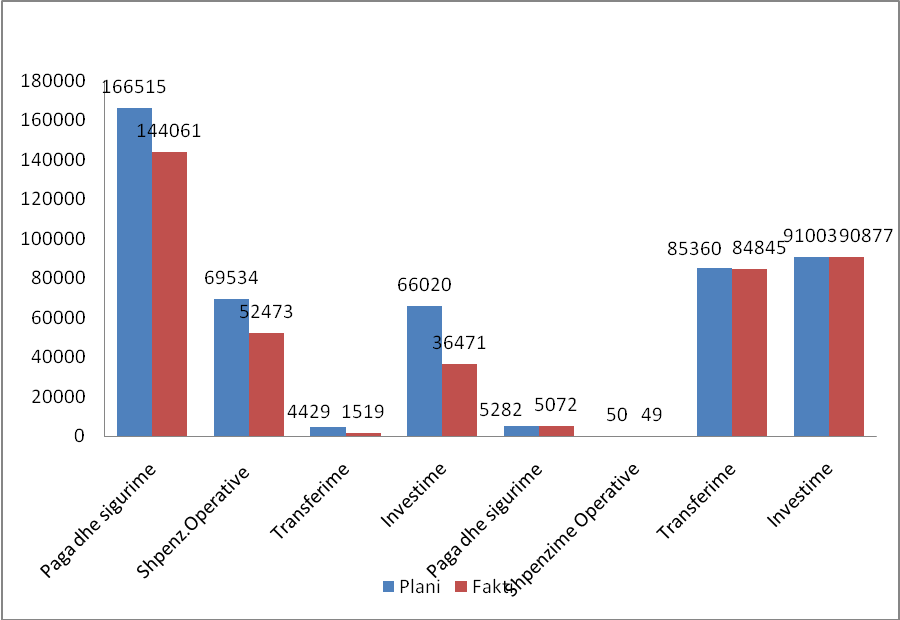 180000
160000
140000
120000
100000
80000
60000
40000
20000
0
166515
144061
69534
52473
4429
1519
66020
36471
5282
5072
50
49
85360
84845
91003
90877
Paga dhe sigurime
Shpenz.Operative
Transferime
Investime
Paga dhe sigurime
Shpenzime Operative
Transferime
Investime
Plani
Fakti